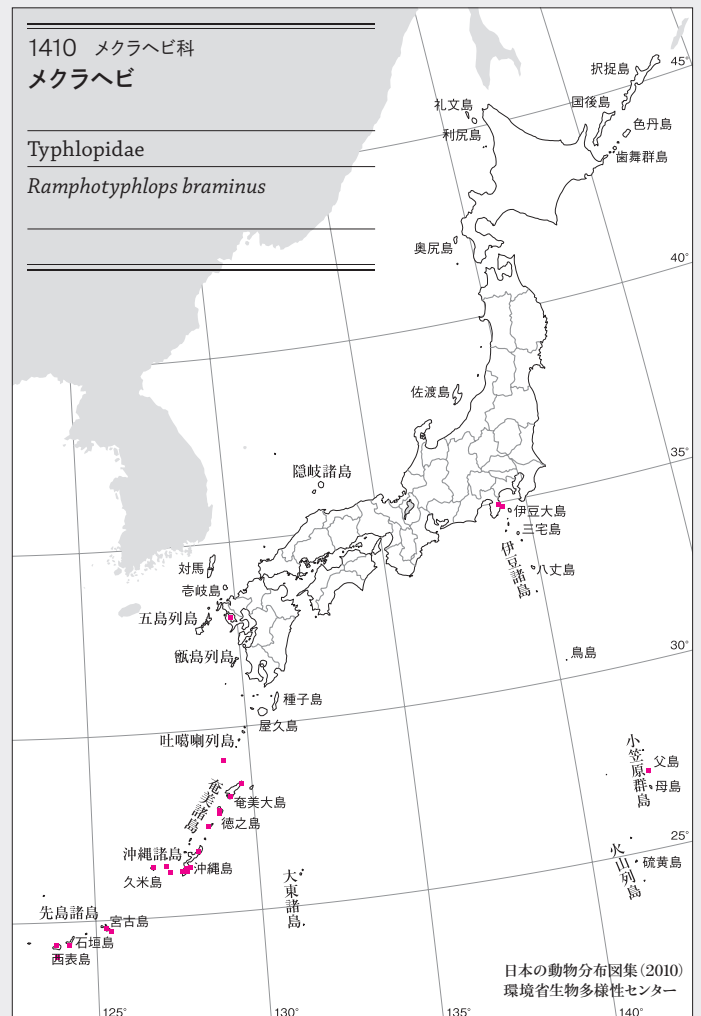 1410 メクラヘビ科
メクラヘビ
Typhlopidae
Ramphotyphlops braminus
択捉島
45°
礼文島
国後島
利尻島
色丹島
歯舞群島
奥尻島
40°
佐渡島
35°
隠岐諸島
伊豆大島
三宅島
伊豆諸島
八丈島
対馬
壱岐島
五島列島
甑島列島
鳥島
30°
種子島
屋久島
吐噶喇列島
小笠原群島
父島
母島
奄美諸島
奄美大島
徳之島
25°
沖縄諸島
沖縄島
久米島
火山列島
硫黄島
大東諸島
先島諸島
宮古島
石垣島
西表島
日本の動物分布図集(2010)
環境省生物多様性センター
125°
130°
135°
140°